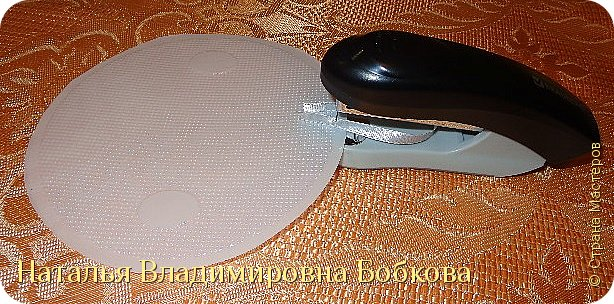 Наталья Владимировна Бобкова
© Страна Мастеров